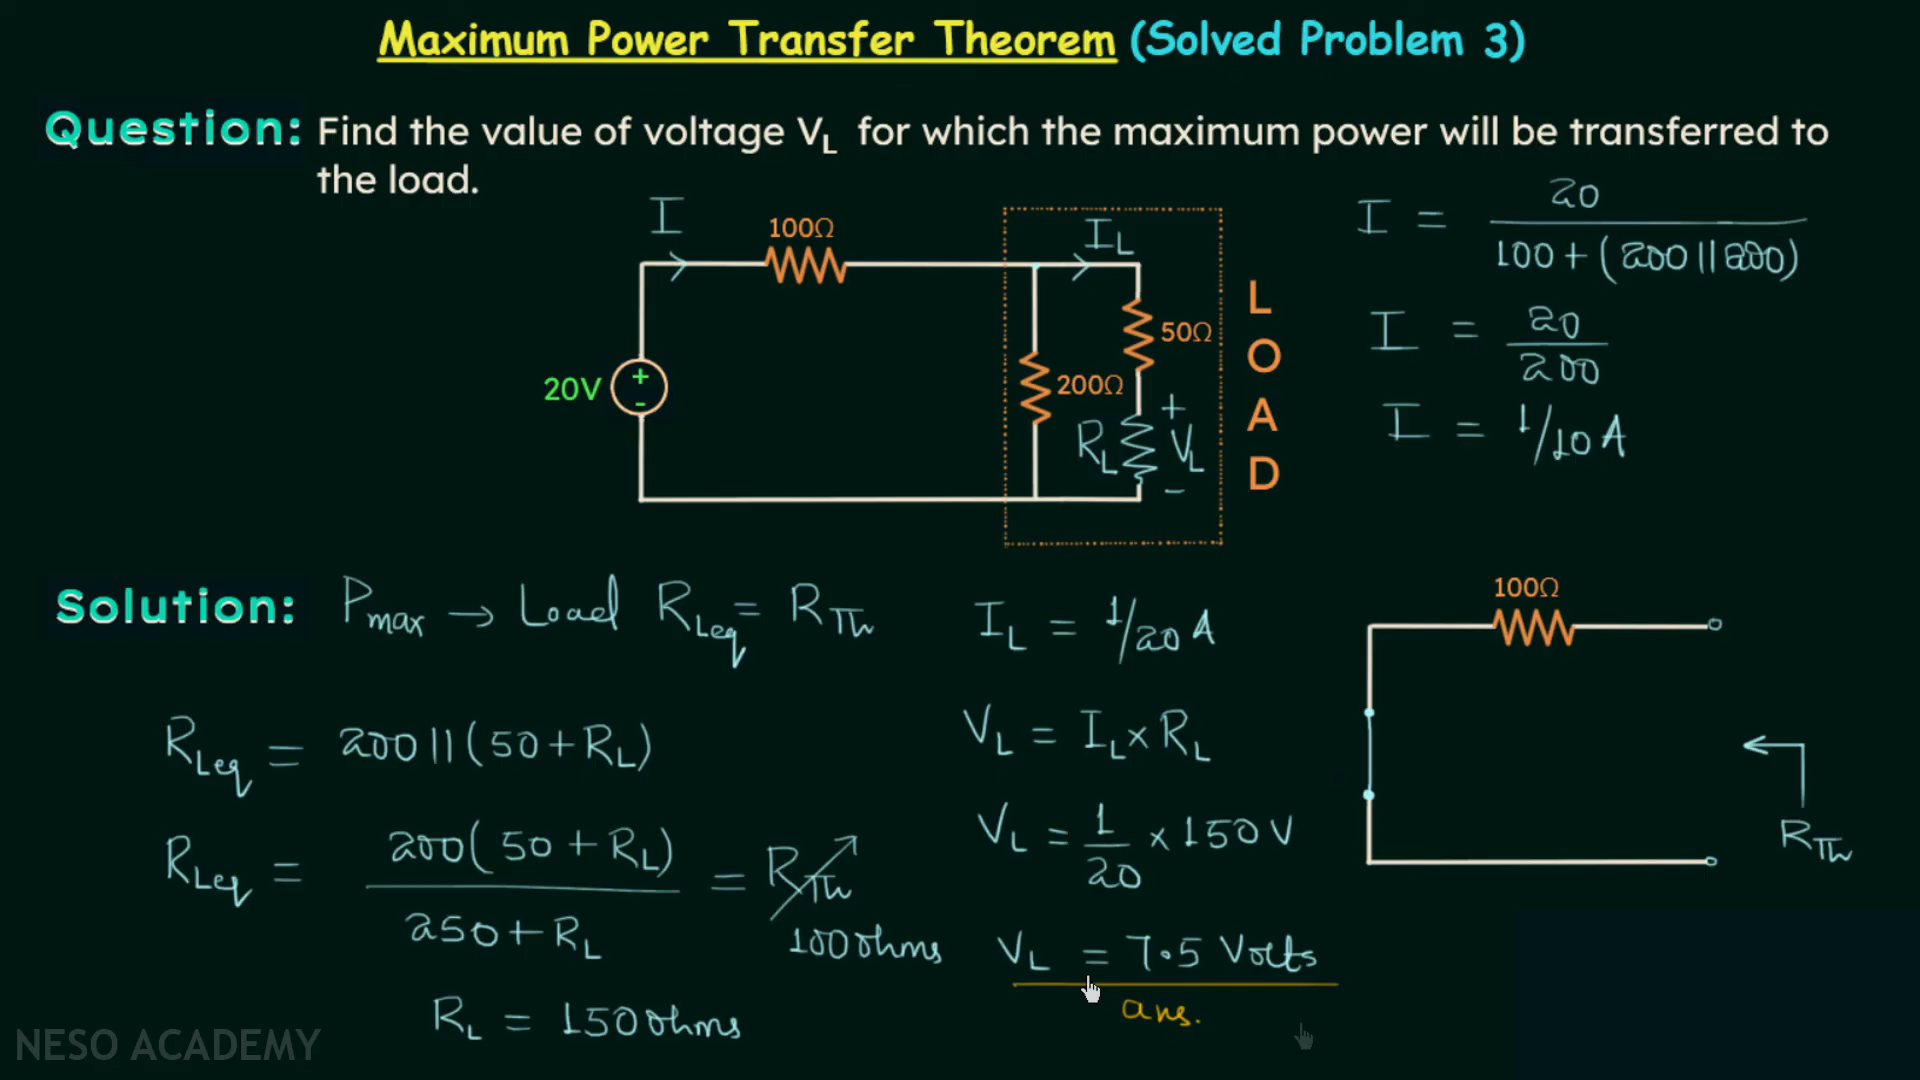 Maximum Power Transfer Theorem (Solved Problem 3)
Question: Find the value of voltage VL for which the maximum power will be transferred to
the load.
I
100Ω
IL
50Ω
200Ω
20V
+
-
RL
+
VL
-
L
O
A
D
I = 20 / 100 + (200 || 200)
I = 20 / 200
I = 1/10 A
Solution: Pmax → Load RLeq = RTh
RLeq = 200 || (50 + RL)
RLeq = 200(50 + RL) / 250 + RL = RTh
100 ohms
RL = 150 ohms
IL = 1/20 A
VL = IL × RL
VL = 1/20 × 150 V
VL = 7.5 Volts
ans.
100Ω
RTh
NESO ACADEMY